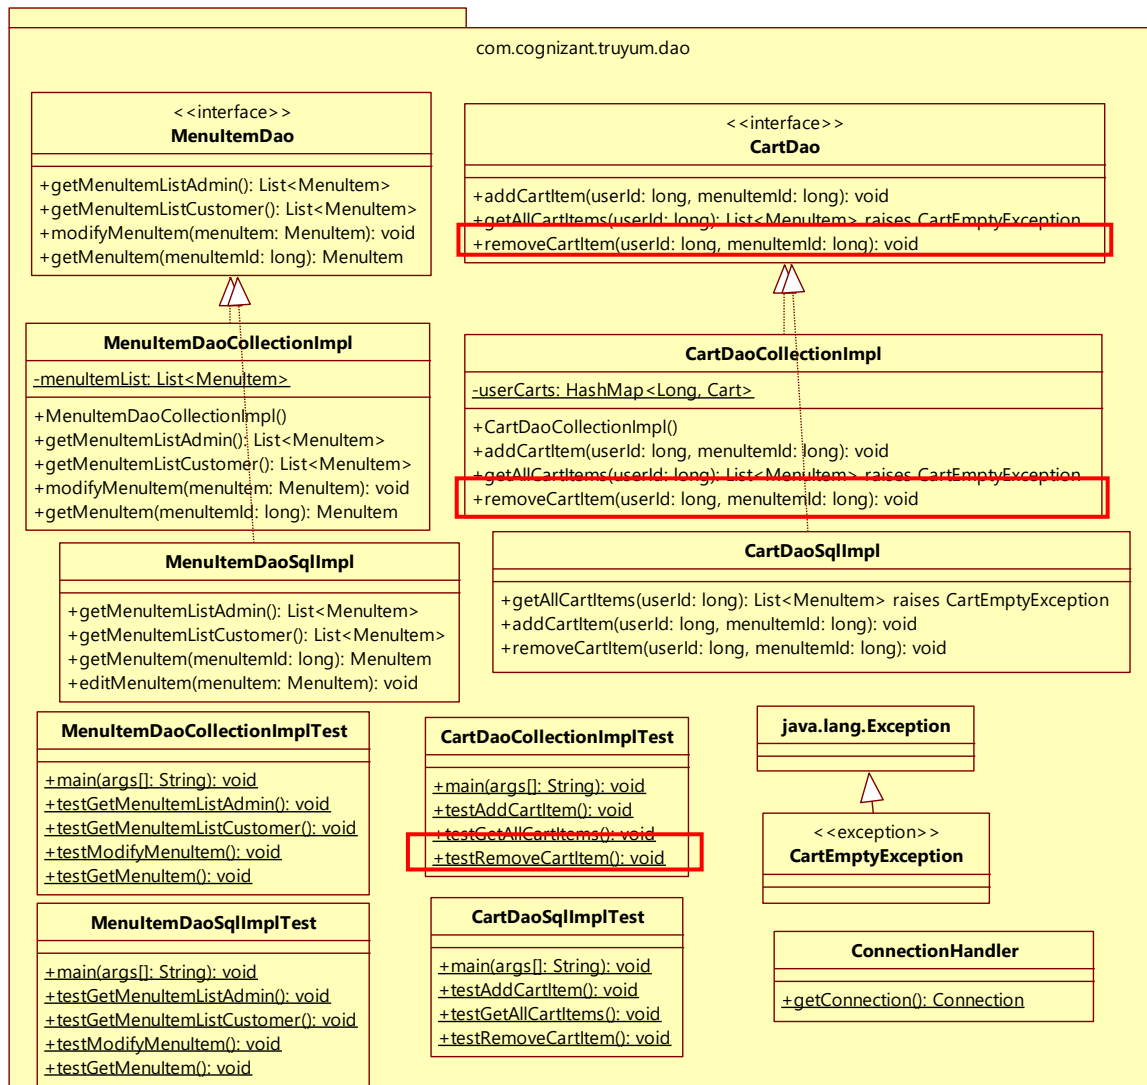 com.cognizant.truyum.dao
<<interface>>
MenuItemDao
+getMenuItemListAdmin(): List<MenuItem>
+getMenuItemListCustomer(): List<MenuItem>
+modifyMenuItem(menuItem: MenuItem): void
+getMenuItem(menuItemId: long): MenuItem
<<interface>>
CartDao
+addCartItem(userId: long, menuItemId: long): void
+getAllCartItems(userId: long): List<MenuItem> raises CartEmptyException
+removeCartItem(userId: long, menuItemId: long): void
MenuItemDaoCollectionImpl
-menuItemList: List<MenuItem>
+MenuItemDaoCollectionImpl()
+getMenuItemListAdmin(): List<MenuItem>
+getMenuItemListCustomer(): List<MenuItem>
+modifyMenuItem(menuItem: MenuItem): void
+getMenuItem(menuItemId: long): MenuItem
CartDaoCollectionImpl
-userCarts: HashMap<Long, Cart>
+CartDaoCollectionImpl()
+addCartItem(userId: long, menuItemId: long): void
+getAllCartItems(userId: long): List<MenuItem> raises CartEmptyException
+removeCartItem(userId: long, menuItemId: long): void
MenuItemDaoSqlImpl
+getMenuItemListAdmin(): List<MenuItem>
+getMenuItemListCustomer(): List<MenuItem>
+getMenuItem(menuItemId: long): MenuItem
+editMenuItem(menuItem: MenuItem): void
CartDaoSqlImpl
+getAllCartItems(userId: long): List<MenuItem> raises CartEmptyException
+addCartItem(userId: long, menuItemId: long): void
+removeCartItem(userId: long, menuItemId: long): void
MenuItemDaoCollectionImplTest
+main(args[]: String): void
+testGetMenuItemListAdmin(): void
+testGetMenuItemListCustomer(): void
+testModifyMenuItem(): void
+testGetMenuItem(): void
CartDaoCollectionImplTest
+main(args[]: String): void
+testAddCartItem(): void
+testGetAllCartItems(): void
+testRemoveCartItem(): void
java.lang.Exception
<<exception>>
CartEmptyException
MenuItemDaoSqlImplTest
+main(args[]: String): void
+testGetMenuItemListAdmin(): void
+testGetMenuItemListCustomer(): void
+testModifyMenuItem(): void
+testGetMenuItem(): void
CartDaoSqlImplTest
+main(args[]: String): void
+testAddCartItem(): void
+testGetAllCartItems(): void
+testRemoveCartItem(): void
ConnectionHandler
+getConnection(): Connection